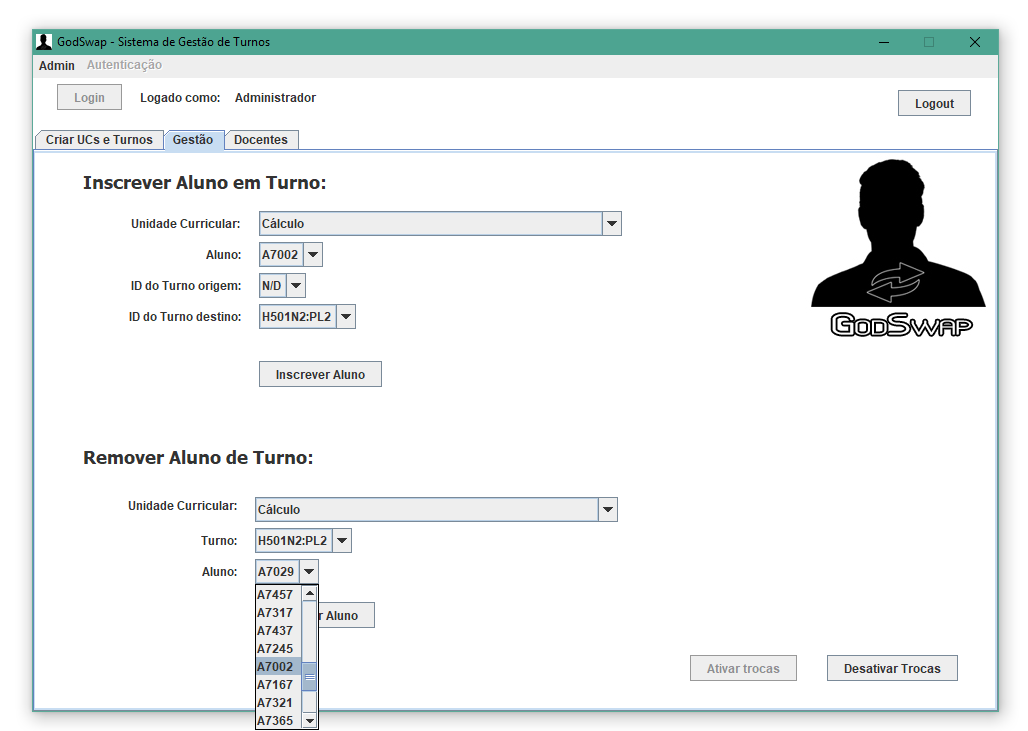 GodSwap - Sistema de Gestão de Turnos
Admin Autenticação
Login Logado como: Administrador
Logout
Criar UCs e Turnos Gestão Docentes
Inscrever Aluno em Turno:
Unidade Curricular: Cálculo
Aluno: A7002
ID do Turno origem: N/D
ID do Turno destino: H501N2:PL2
GodSwap
Inscrever Aluno
Remover Aluno de Turno:
Unidade Curricular: Cálculo
Turno: H501N2:PL2
Aluno: A7029
A7457
A7317
r Aluno
A7437
A7245
A7002
A7167
A7321
A7365
Ativar trocas Desativar Trocas